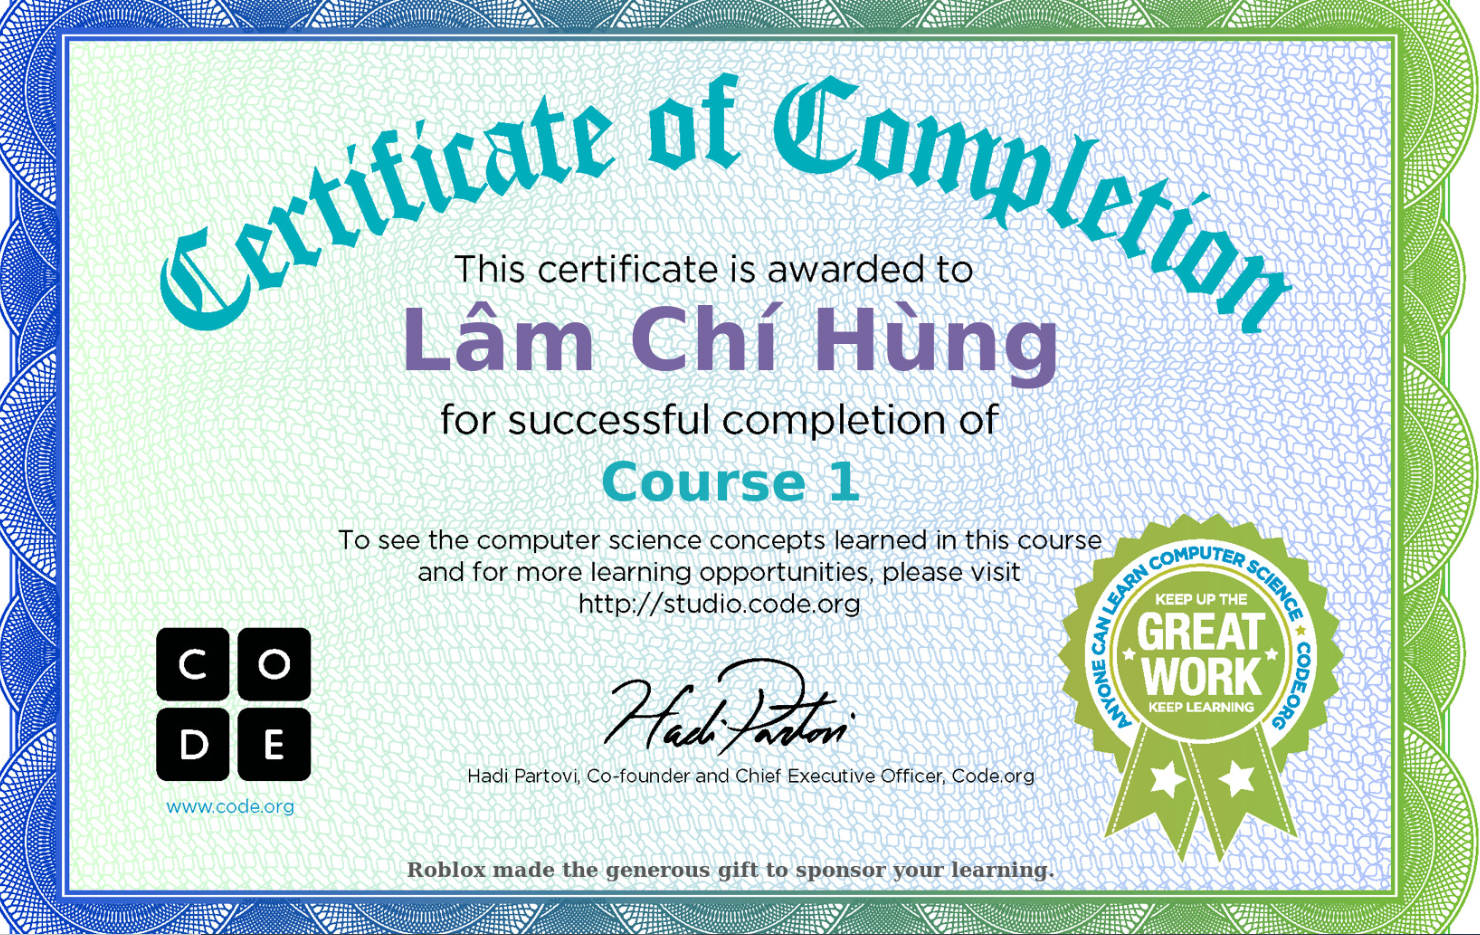 Certificate of Completion
This certificate is awarded to
Lâm Chí Hùng
for successful completion of
Course 1
To see the computer science concepts learned in this course
and for more learning opportunities, please visit
http://studio.code.org
C O
D E
www.code.org
Hadi Partovi
Hadi Partovi, Co-founder and Chief Executive Officer, Code.org
ANYONE CAN LEARN COMPUTER SCIENCE ★ CODE.ORG
KEEP UP THE
GREAT
WORK
KEEP LEARNING
Roblox made the generous gift to sponsor your learning.